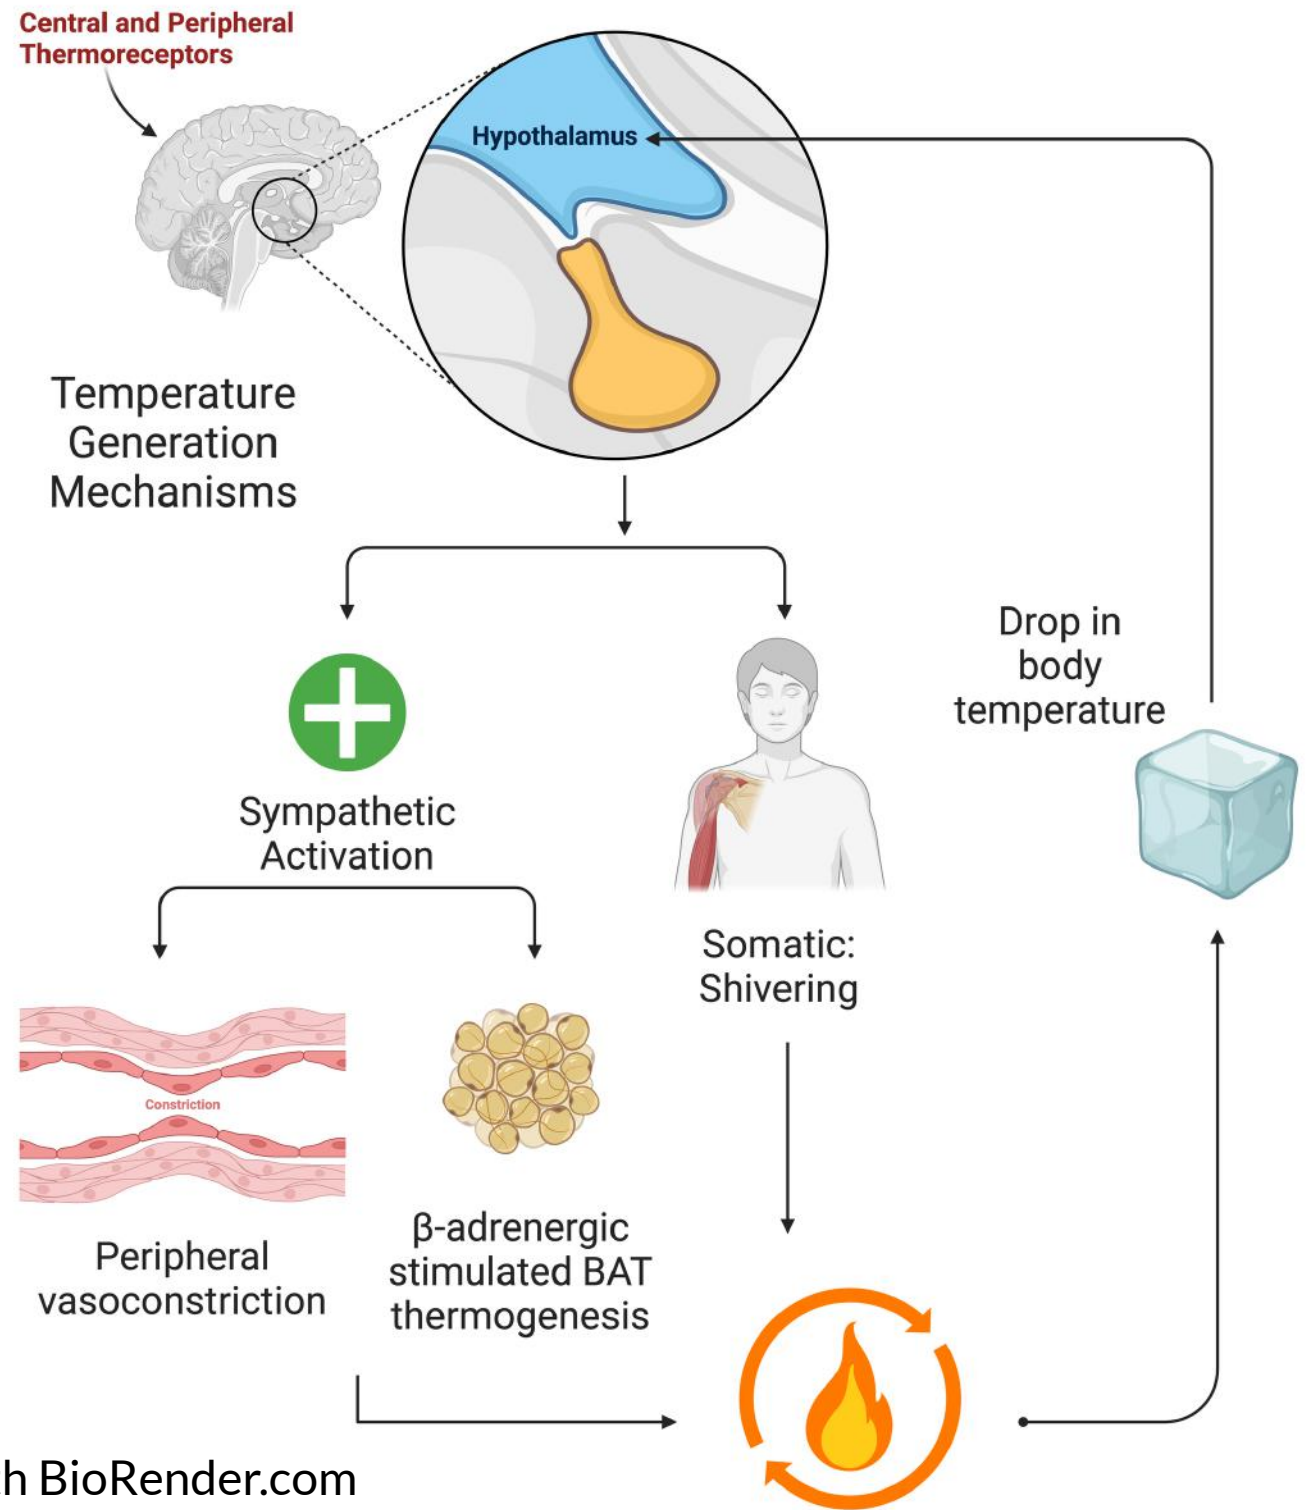 Central and Peripheral
Thermoreceptors
Hypothalamus
Temperature
Generation
Mechanisms
Drop in
body
temperature
Sympathetic
Activation
Somatic:
Shivering
Constriction
Peripheral
vasoconstriction
β-adrenergic
stimulated BAT
thermogenesis
h BioRender.com